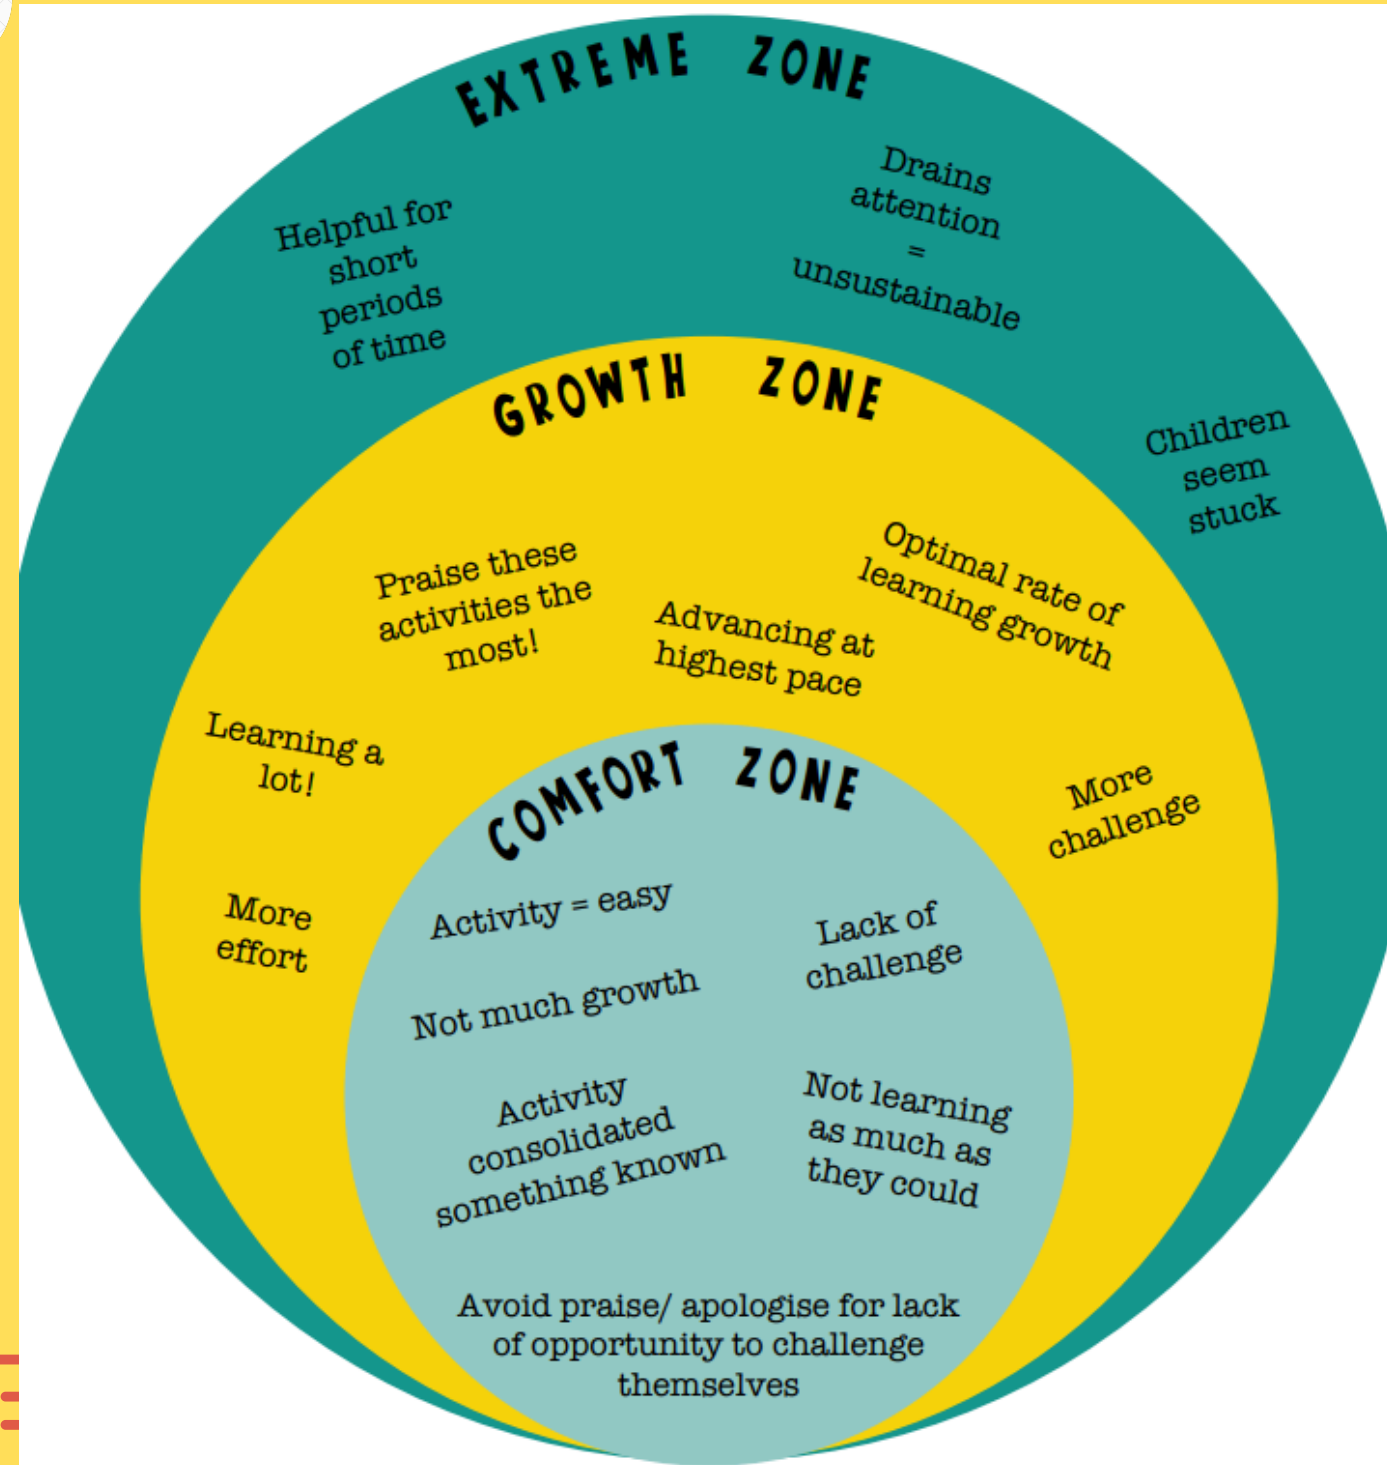 EXTREME ZONE
Helpful for
short
periods
of time
Drains
attention
=
unsustainable
Children
seem
stuck
GROWTH ZONE
Praise these
activities the
most!
Advancing at
highest pace
Optimal rate of
learning growth
Learning a
lot!
More
challenge
More
effort
COMFORT ZONE
Activity = easy
Lack of
challenge
Not much growth
Activity
consolidated
something known
Not learning
as much as
they could
Avoid praise/ apologise for lack
of opportunity to challenge
themselves